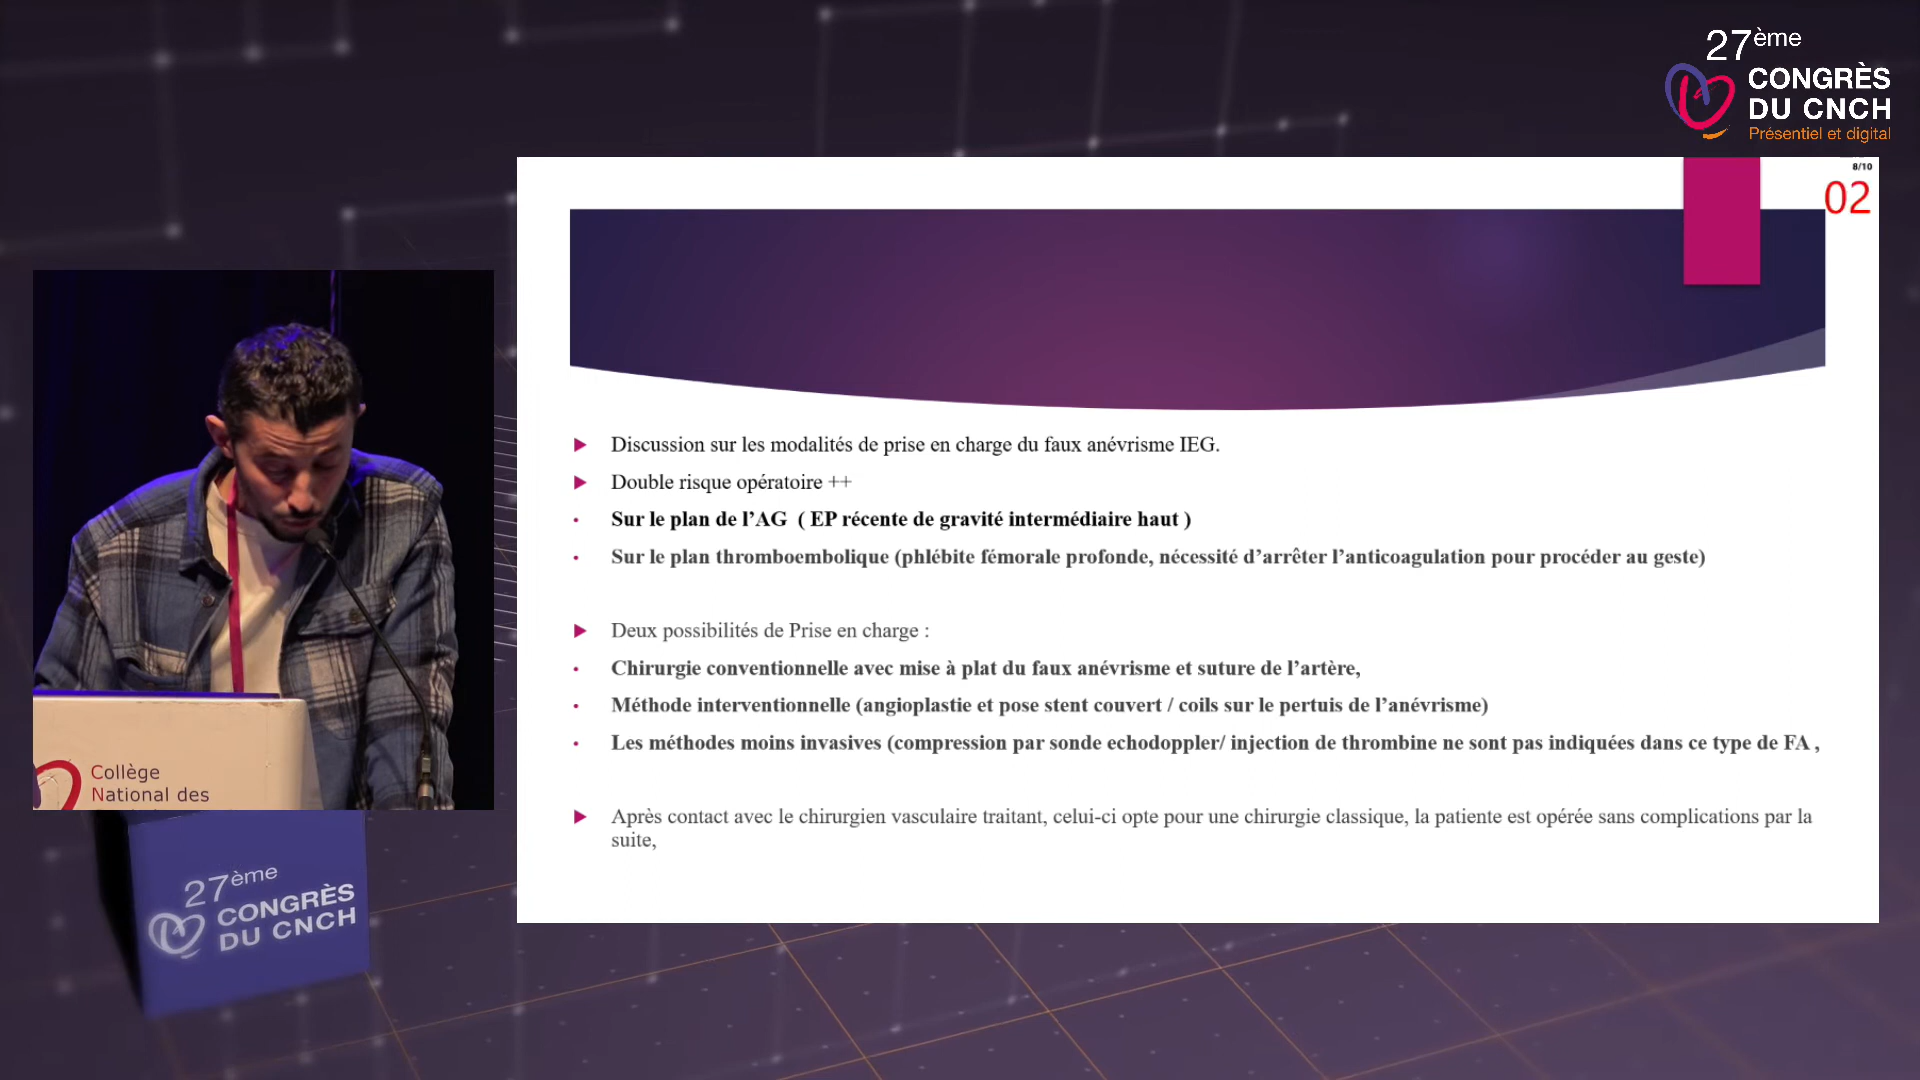 27ème
CONGRÈS
DU CNCH
Présentiel et digital
8/10
02
Discussion sur les modalités de prise en charge du faux anévrisme IEG.
Double risque opératoire ++
Sur le plan de l’AG ( EP récente de gravité intermédiaire haut )
Sur le plan thromboembolique (phlébite fémorale profonde, nécessité d’arrêter l’anticoagulation pour procéder au geste)
Deux possibilités de Prise en charge :
Chirurgie conventionnelle avec mise à plat du faux anévrisme et suture de l’artère,
Méthode interventionnelle (angioplastie et pose stent couvert / coils sur le pertuis de l’anévrisme)
Les méthodes moins invasives (compression par sonde echodoppler/ injection de thrombine ne sont pas indiquées dans ce type de FA ,
Après contact avec le chirurgien vasculaire traitant, celui-ci opte pour une chirurgie classique, la patiente est opérée sans complications par la
suite,
Collège
National des
27ème
CONGRÈS
DU CNCH